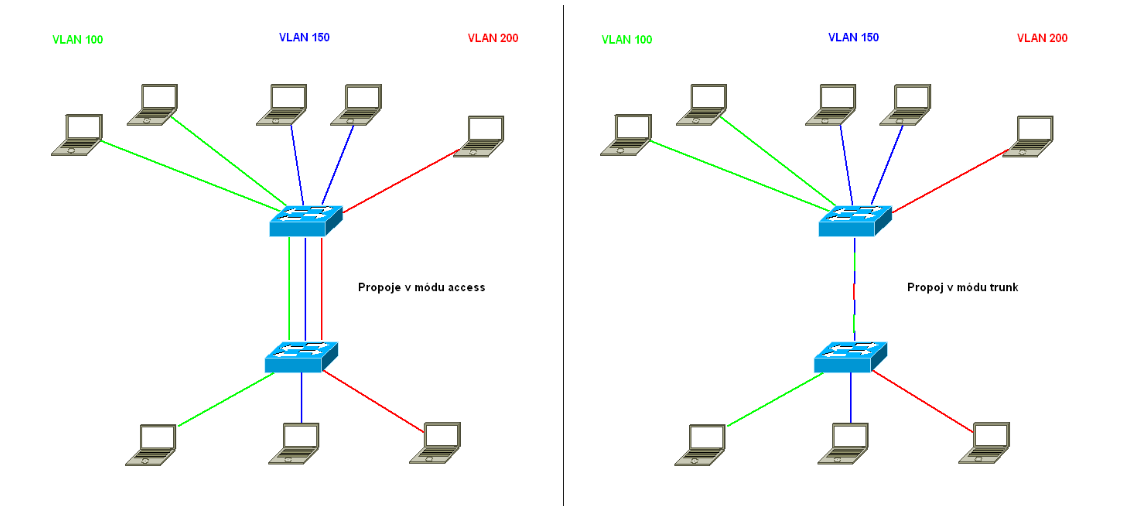 VLAN 100
VLAN 150
VLAN 200
Propoje v módu access
VLAN 100
VLAN 150
VLAN 200
Propoj v módu trunk